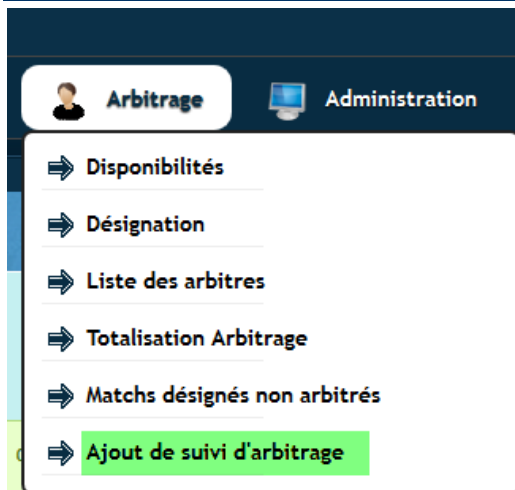 Arbitrage Administration
Disponibilités
Désignation
Liste des arbitres
Totalisation Arbitrage
Matchs désignés non arbitrés
Ajout de suivi d'arbitrage